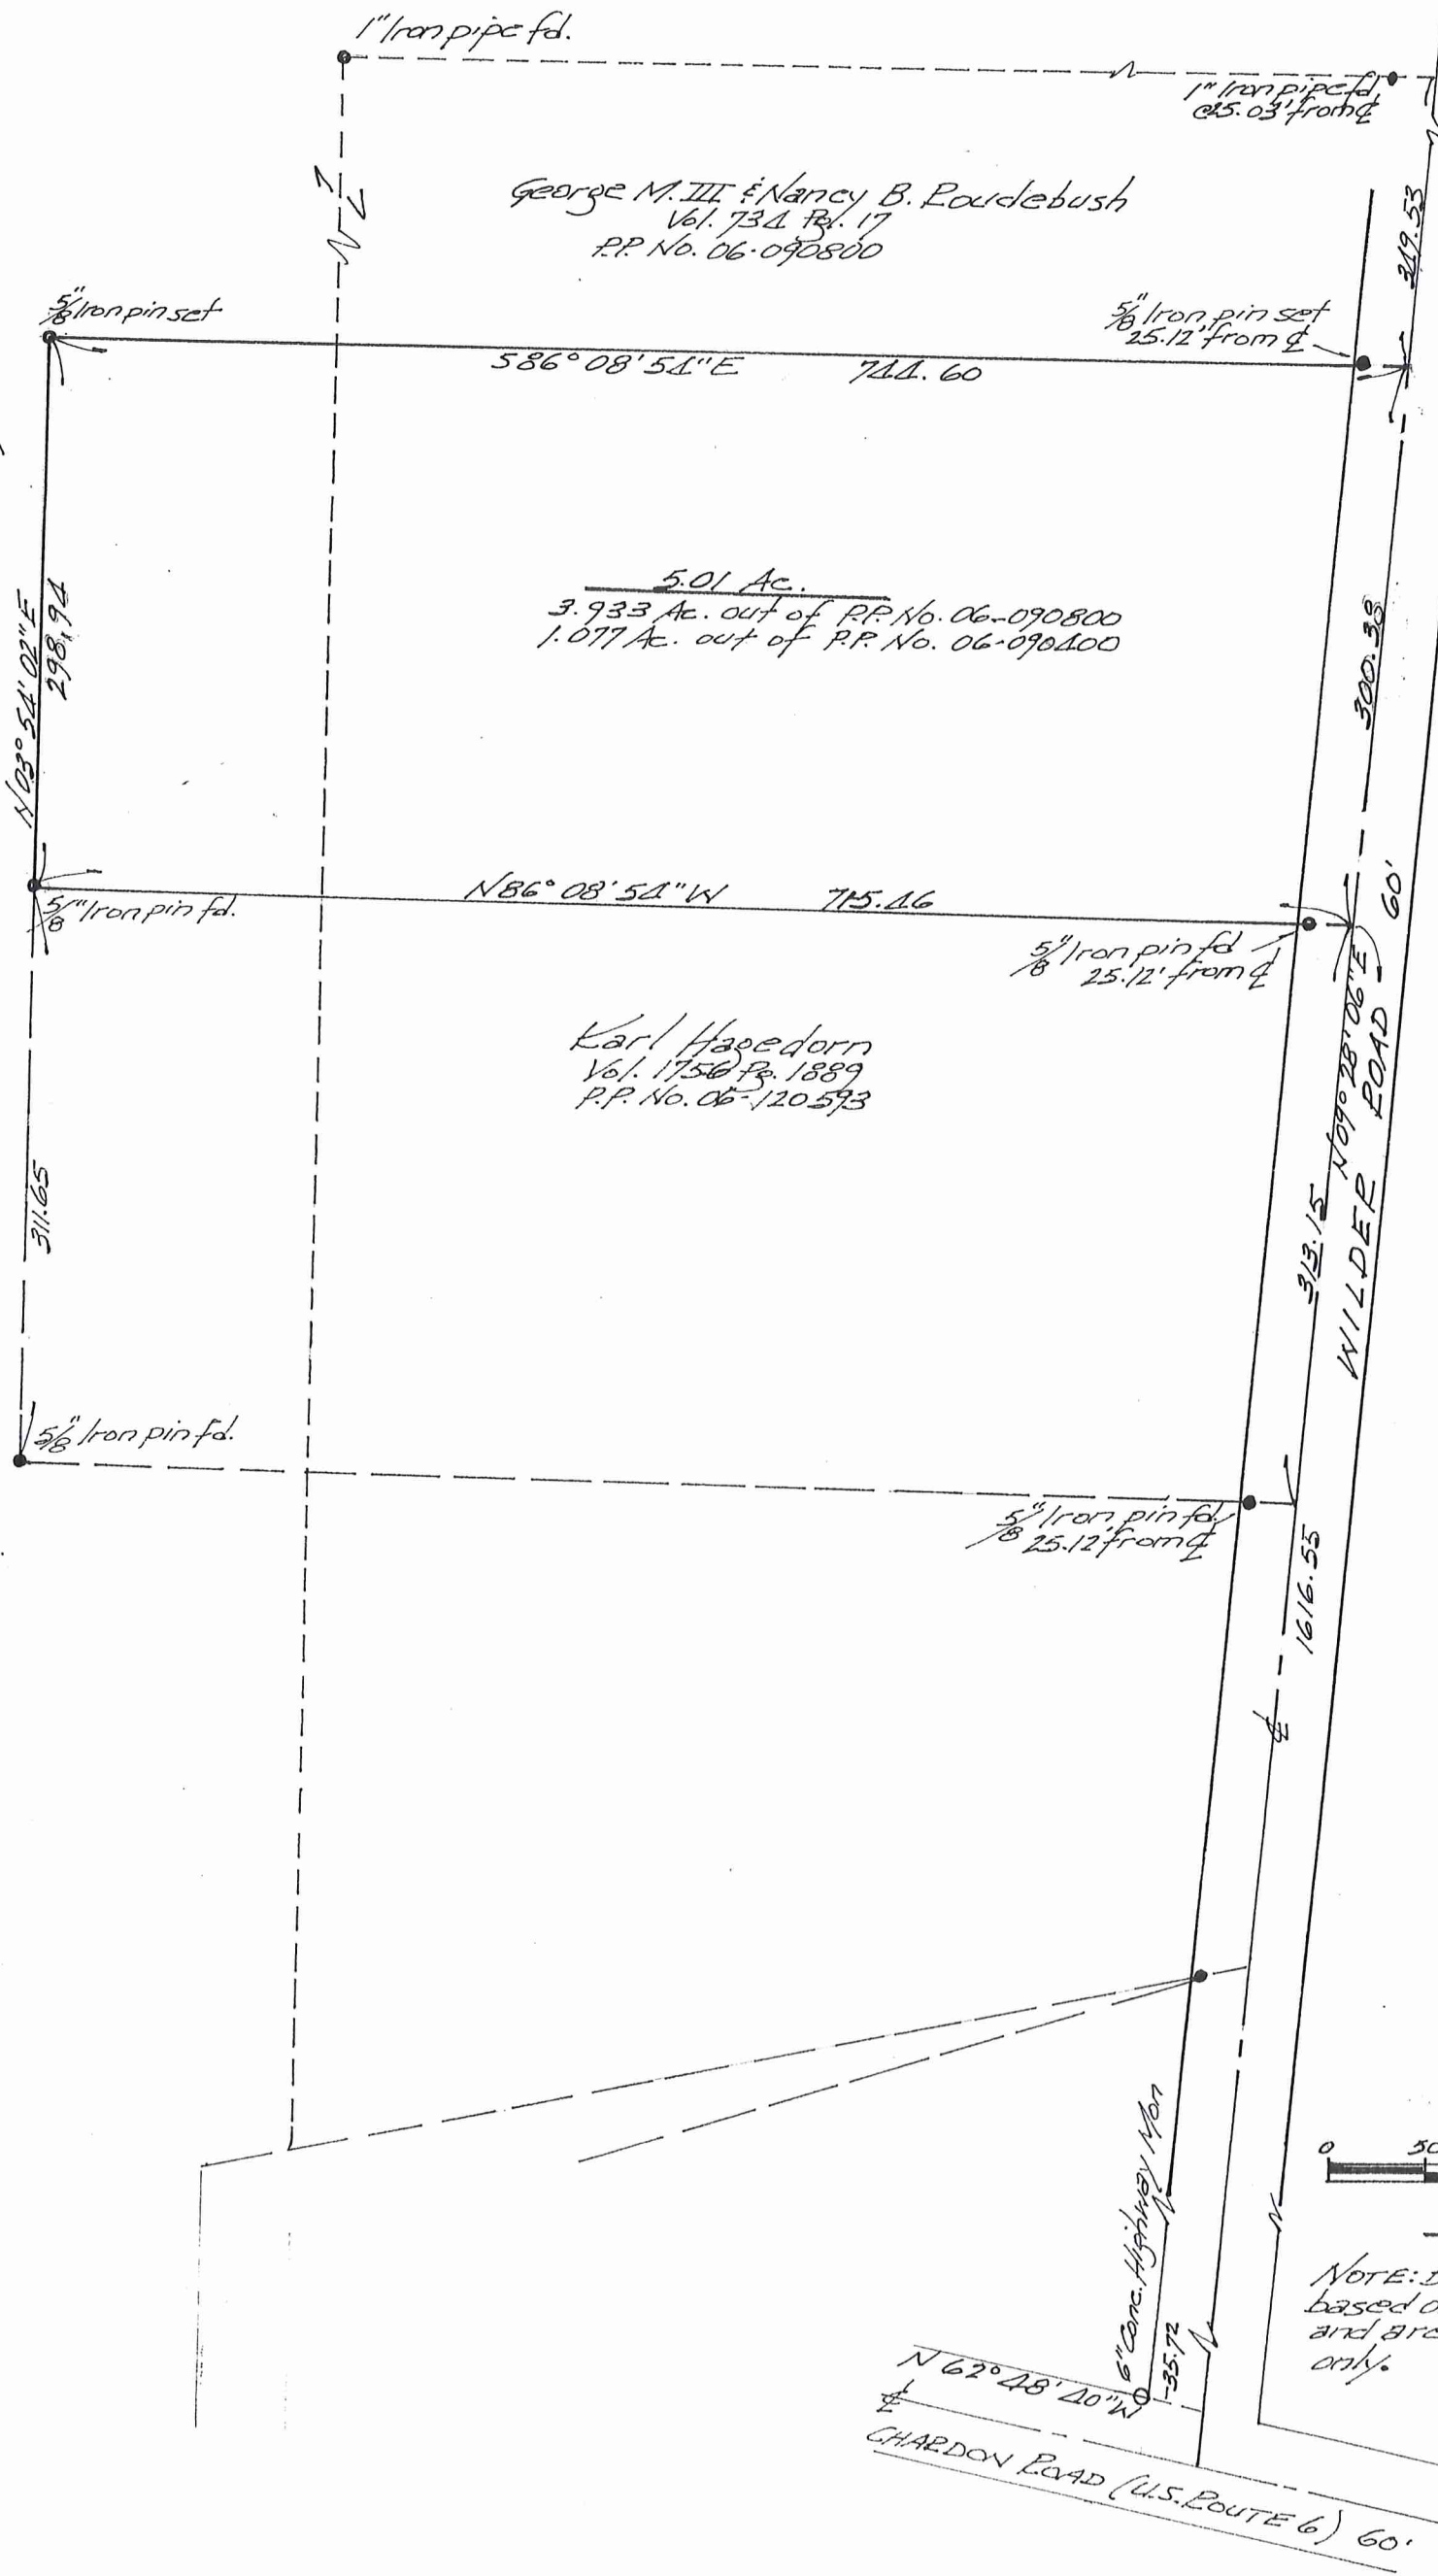 1" Iron pipe fd.
1" Iron pipe fd.
@25.03' from ℄
George M. III & Nancy B. Roudebush
Vol. 734 Pg. 17
P.P. No. 06-090800
349.53
5/8" Iron pin set
5/8" Iron pin set
25.12' from ℄
S86°08'54"E 744.60
N03°54'02"E
298.94
5.01 Ac.
3.933 Ac. out of P.P. No. 06-090800
1.077 Ac. out of P.P. No. 06-090400
300.38
N86°08'54"W 715.46
5/8" Iron pin fd.
5/8" Iron pin fd
25.12' from ℄
Karl Hagedorn
Vol. 1756 Pg. 1889
P.P. No. 06-120593
N09°28'06"E
WILDER ROAD 60'
311.65
313.15
5/8" Iron pin fd.
5/8" Iron pin fd.
25.12' from ℄
1616.55
℄
0 50
6" Conc. Highway Mon
35.72
NOTE:
based
and are
only.
N62°48'40"W
℄
CHARDON ROAD (U.S. ROUTE 6) 60'